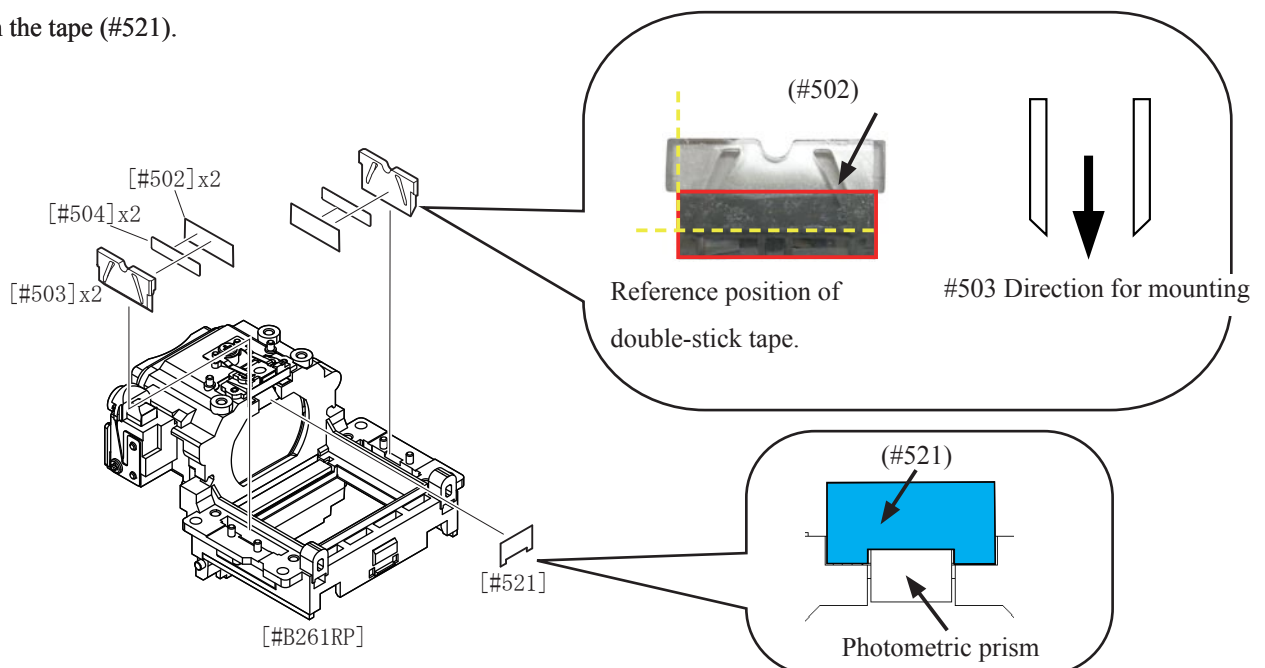 the tape (#521).
(#502)
[#502]x2
[#504]x2
[#503]x2
Reference position of
double-stick tape.
#503 Direction for mounting
(#521)
[#521]
[#B261RP]
Photometric prism